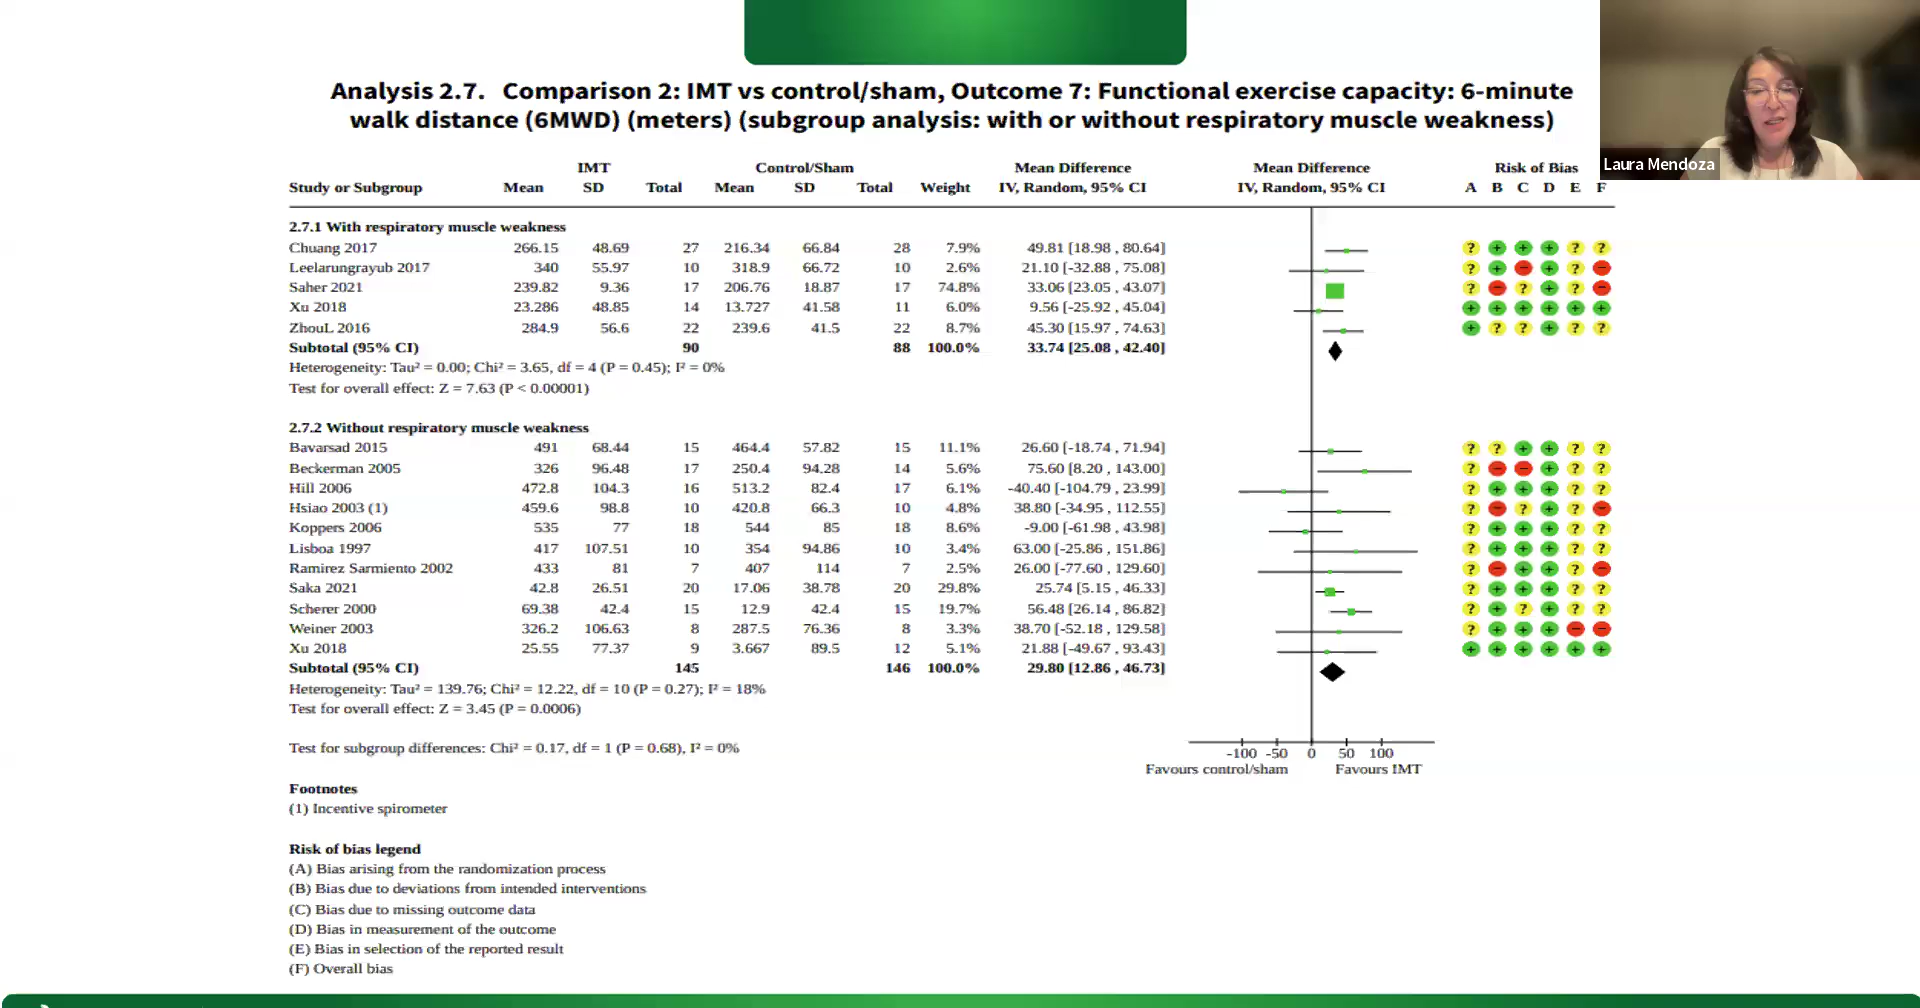 Analysis 2.7. Comparison 2: IMT vs control/sham, Outcome 7: Functional exercise capacity: 6-minute
walk distance (6MWD) (meters) (subgroup analysis: with or without respiratory muscle weakness)
Laura Mendoza
IMT Control/Sham Mean Difference Mean Difference Risk of Bias
Study or Subgroup Mean SD Total Mean SD Total Weight IV, Random, 95% CI IV, Random, 95% CI A B C D E F
2.7.1 With respiratory muscle weakness
Chuang 2017 266.15 48.69 27 216.34 66.84 28 7.9% 49.81 [18.98 , 80.64] ? + + + ? ?
Leelarungrayub 2017 340 55.97 10 318.9 66.72 10 2.6% 21.10 [-32.88 , 75.08] ? + − + ? −
Saher 2021 239.82 9.36 17 206.76 18.87 17 74.8% 33.06 [23.05 , 43.07] ? − ? + ? −
Xu 2018 23.286 48.85 14 13.727 41.58 11 6.0% 9.56 [-25.92 , 45.04] + + + + + +
ZhouL 2016 284.9 56.6 22 239.6 41.5 22 8.7% 45.30 [15.97 , 74.63] + ? ? + ? ?
Subtotal (95% CI) 90 88 100.0% 33.74 [25.08 , 42.40]
Heterogeneity: Tau² = 0.00; Chi² = 3.65, df = 4 (P = 0.45); I² = 0%
Test for overall effect: Z = 7.63 (P < 0.00001)
2.7.2 Without respiratory muscle weakness
Bavarsad 2015 491 68.44 15 464.4 57.82 15 11.1% 26.60 [-18.74 , 71.94] ? ? + + ? ?
Beckerman 2005 326 96.48 17 250.4 94.28 14 5.6% 75.60 [8.20 , 143.00] ? − − + ? ?
Hill 2006 472.8 104.3 16 513.2 82.4 17 6.1% -40.40 [-104.79 , 23.99] ? + + + ? ?
Hsiao 2003 (1) 459.6 98.8 10 420.8 66.3 10 4.8% 38.80 [-34.95 , 112.55] ? − ? + ? −
Koppers 2006 535 77 18 544 85 18 8.6% -9.00 [-61.98 , 43.98] ? + + + ? ?
Lisboa 1997 417 107.51 10 354 94.86 10 3.4% 63.00 [-25.86 , 151.86] ? + + + ? ?
Ramirez Sarmiento 2002 433 81 7 407 114 7 2.5% 26.00 [-77.60 , 129.60] ? − + + ? −
Saka 2021 42.8 26.51 20 17.06 38.78 20 29.8% 25.74 [5.15 , 46.33] ? + + + ? ?
Scherer 2000 69.38 42.4 15 12.9 42.4 15 19.7% 56.48 [26.14 , 86.82] ? + ? + ? ?
Weiner 2003 326.2 106.63 8 287.5 76.36 8 3.3% 38.70 [-52.18 , 129.58] ? + + + − −
Xu 2018 25.55 77.37 9 3.667 89.5 12 5.1% 21.88 [-49.67 , 93.43] + + + + + +
Subtotal (95% CI) 145 146 100.0% 29.80 [12.86 , 46.73]
Heterogeneity: Tau² = 139.76; Chi² = 12.22, df = 10 (P = 0.27); I² = 18%
Test for overall effect: Z = 3.45 (P = 0.0006)
Test for subgroup differences: Chi² = 0.17, df = 1 (P = 0.68), I² = 0%
-100 -50 0 50 100
Favours control/sham Favours IMT
Footnotes
(1) Incentive spirometer
Risk of bias legend
(A) Bias arising from the randomization process
(B) Bias due to deviations from intended interventions
(C) Bias due to missing outcome data
(D) Bias in measurement of the outcome
(E) Bias in selection of the reported result
(F) Overall bias